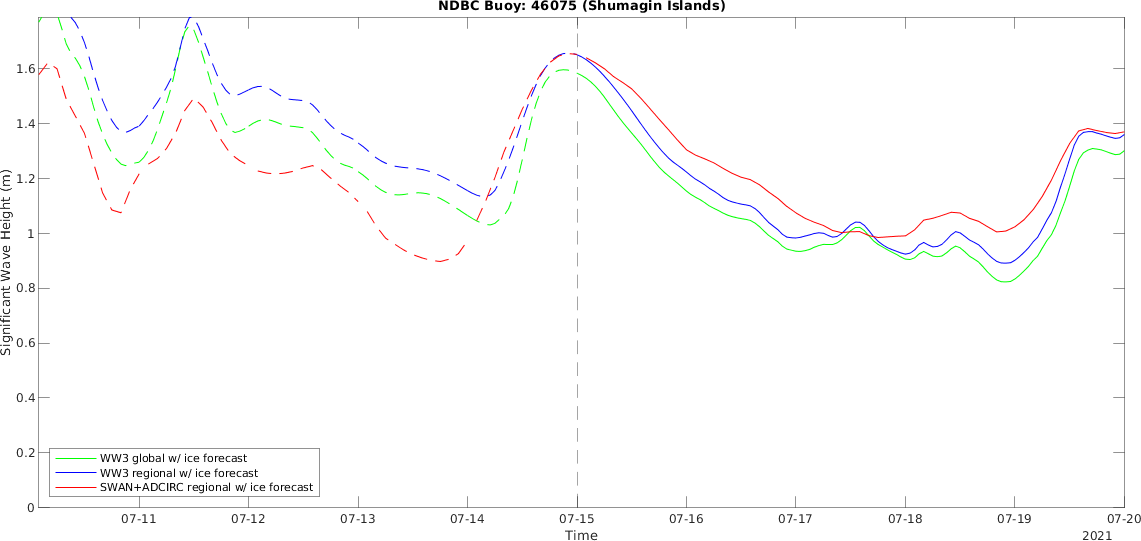 NDBC Buoy: 46075 (Shumagin Islands)
Significant Wave Height (m)
1.6
1.4
1.2
1
0.8
0.6
0.4
0.2
0
WW3 global w/ ice forecast
WW3 regional w/ ice forecast
SWAN+ADCIRC regional w/ ice forecast
07-11 07-12 07-13 07-14 07-15 07-16 07-17 07-18 07-19 07-20
Time
2021